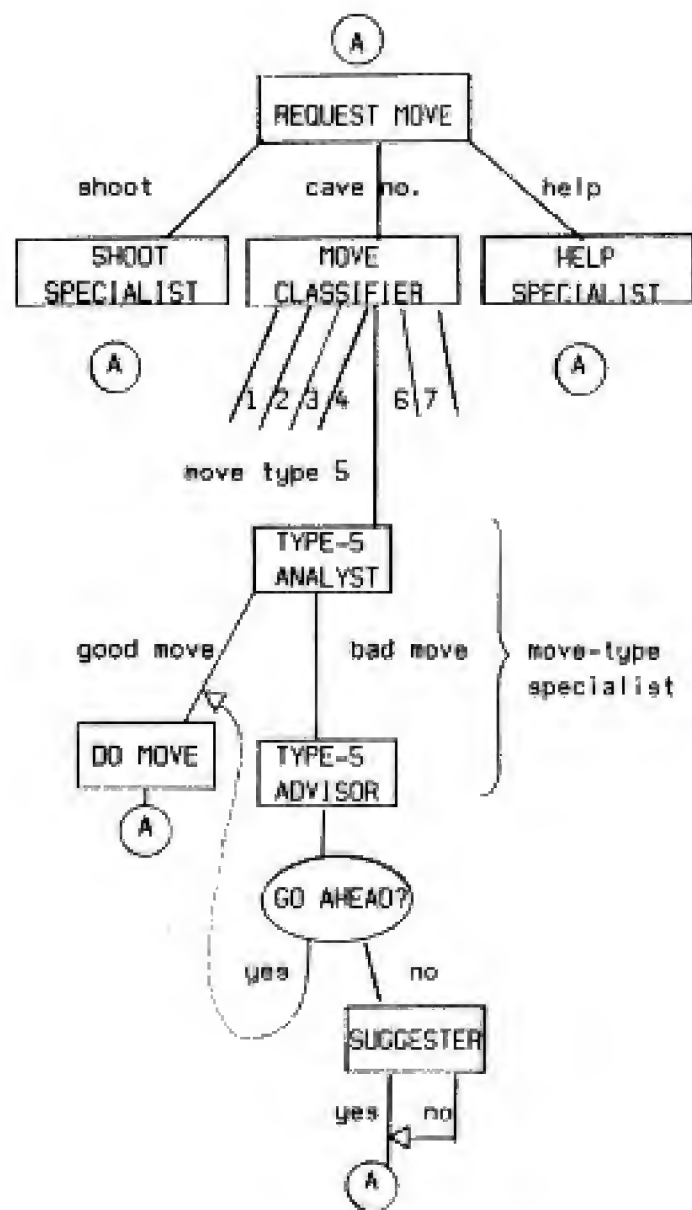 A
REQUEST MOVE
shoot
cave no.
help
SHOOT
SPECIALIST
MOVE
CLASSIFIER
HELP
SPECIALIST
A
A
1 2 3 4 6 7
move type 5
TYPE-5
ANALYST
good move
bad move
move-type
specialist
DO MOVE
TYPE-5
ADVISOR
A
GO AHEAD?
yes
no
SUGGESTER
yes
no
A